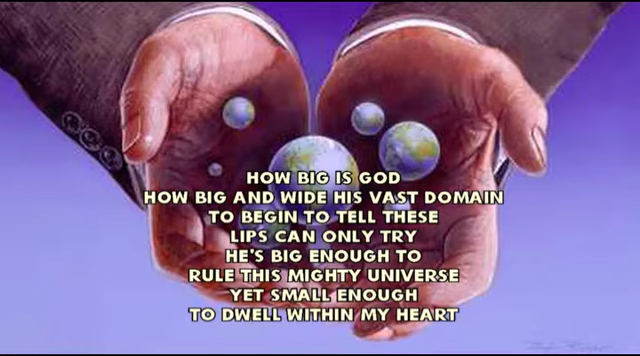 HOW BIG IS GOD
HOW BIG AND WIDE HIS VAST DOMAIN
TO BEGIN TO TELL THESE
LIPS CAN ONLY TRY
HE'S BIG ENOUGH TO
RULE THIS MIGHTY UNIVERSE
YET SMALL ENOUGH
TO DWELL WITHIN MY HEART